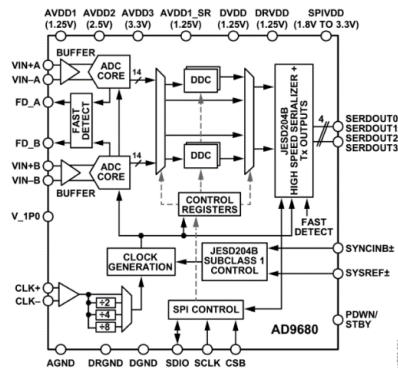 AVDD1 AVDD2 AVDD3 AVDD1_SR DVDD DRVDD SPIVDD
(1.25V) (2.5V) (3.3V) (1.25V) (1.25V) (1.25V) (1.8V TO 3.3V)
BUFFER
VIN+A
VIN–A
ADC
CORE
14
DDC
FD_A
FAST
DETECT
FD_B
VIN+B
VIN–B
ADC
CORE
14
DDC
BUFFER
JESD204B
HIGH SPEED SERIALIZER +
Tx OUTPUTS
4
SERDOUT0
SERDOUT1
SERDOUT2
SERDOUT3
CONTROL
REGISTERS
FAST
DETECT
V_1P0
CLOCK
GENERATION
JESD204B
SUBCLASS 1
CONTROL
SYNCINB±
SYSREF±
CLK+
CLK–
÷2
÷4
÷8
SPI CONTROL
PDWN/
STBY
AD9680
AGND DRGND DGND SDIO SCLK CSB